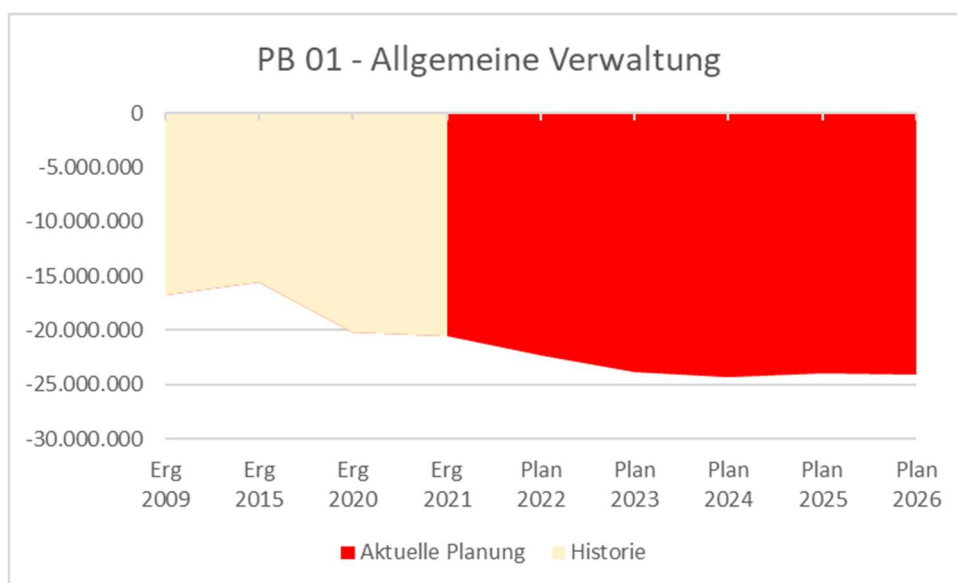 PB 01 - Allgemeine Verwaltung
0
-5.000.000
-10.000.000
-15.000.000
-20.000.000
-25.000.000
-30.000.000
Erg Erg Erg Erg Plan Plan Plan Plan Plan
2009 2015 2020 2021 2022 2023 2024 2025 2026
Aktuelle Planung Historie